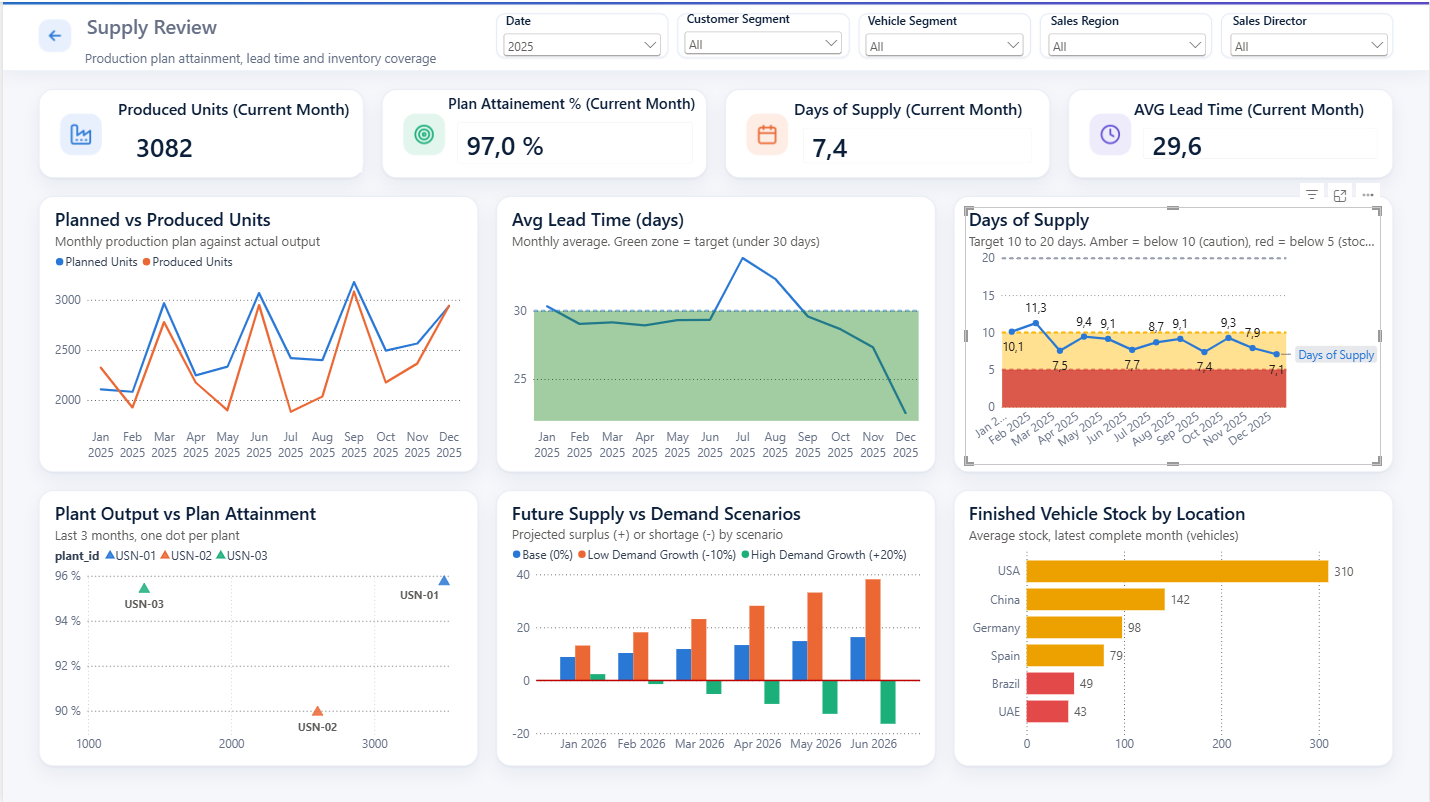 Supply Review
Production plan attainment, lead time and inventory coverage
Date
2025
Customer Segment
All
Vehicle Segment
All
Sales Region
All
Sales Director
All
Produced Units (Current Month)
3082
Plan Attainement % (Current Month)
97,0 %
Days of Supply (Current Month)
7,4
AVG Lead Time (Current Month)
29,6
Planned vs Produced Units
Monthly production plan against actual output
Planned Units Produced Units
3000
2500
2000
Jan Feb Mar Apr May Jun Jul Aug Sep Oct Nov Dec
2025 2025 2025 2025 2025 2025 2025 2025 2025 2025 2025 2025
Avg Lead Time (days)
Monthly average. Green zone = target (under 30 days)
30
25
Jan Feb Mar Apr May Jun Jul Aug Sep Oct Nov Dec
2025 2025 2025 2025 2025 2025 2025 2025 2025 2025 2025 2025
Days of Supply
Target 10 to 20 days. Amber = below 10 (caution), red = below 5 (stoc...
20
15
10
5
0
10,1 11,3 7,5 9,4 9,1 7,7 8,7 9,1 7,4 9,3 7,9 7,1
Days of Supply
Jan 2... Feb 2025 Mar 2025 Apr 2025 May 2025 Jun 2025 Jul 2025 Aug 2025 Sep 2025 Oct 2025 Nov 2025 Dec 2025
Plant Output vs Plan Attainment
Last 3 months, one dot per plant
plant_id USN-01 USN-02 USN-03
96 %
94 %
92 %
90 %
USN-03
USN-01
USN-02
1000 2000 3000
Future Supply vs Demand Scenarios
Projected surplus (+) or shortage (-) by scenario
Base (0%) Low Demand Growth (-10%) High Demand Growth (+20%)
40
20
0
-20
Jan 2026 Feb 2026 Mar 2026 Apr 2026 May 2026 Jun 2026
Finished Vehicle Stock by Location
Average stock, latest complete month (vehicles)
USA 310
China 142
Germany 98
Spain 79
Brazil 49
UAE 43
0 100 200 300